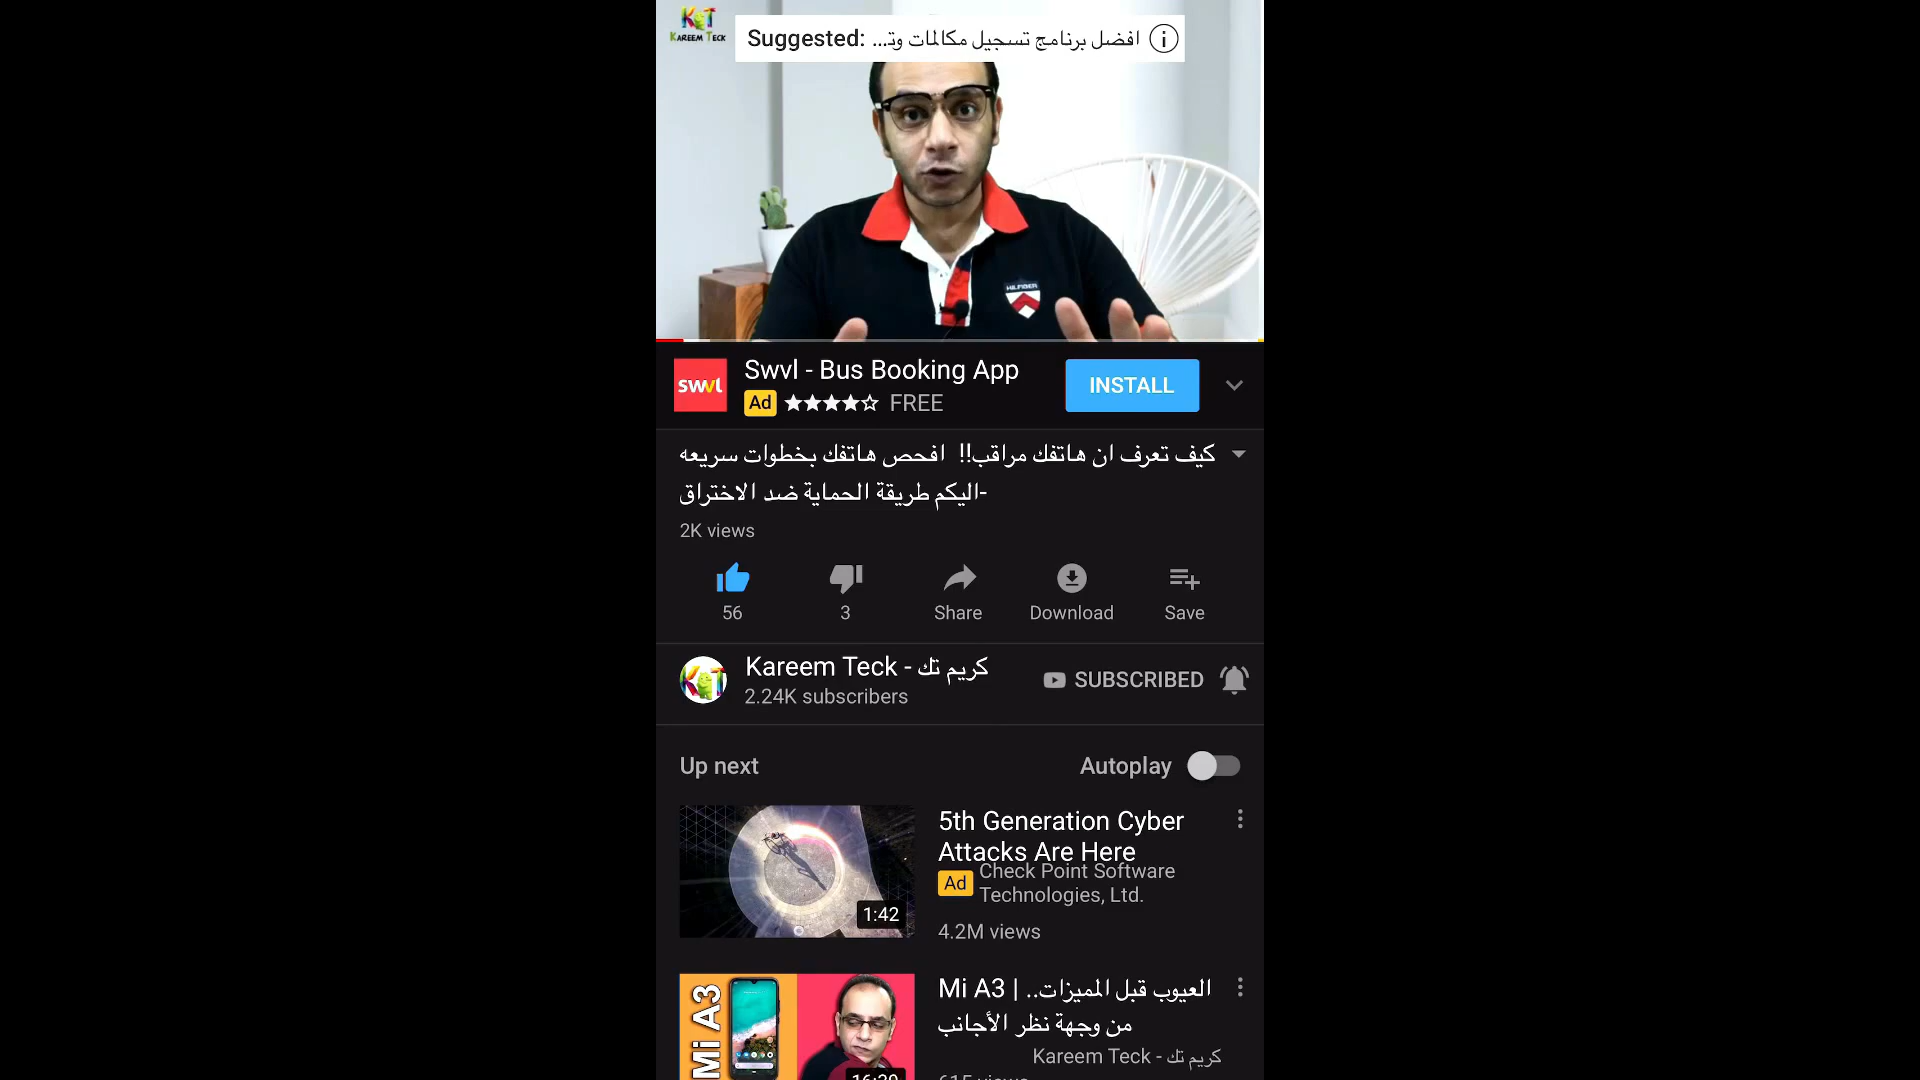 KAREEM TECK
Suggested: افضل برنامج تسجيل مكالمات وتـ...
HILFIGER
swvl
Swvl - Bus Booking App
Ad FREE
INSTALL
كيف تعرف ان هاتفك مراقب!! افحص هاتفك بخطوات سريعه
-اليكم طريقة الحماية ضد الاختراق
2K views
56
3
Share
Download
Save
KT
Kareem Teck - كريم تك
2.24K subscribers
SUBSCRIBED
Up next
Autoplay
1:42
5th Generation Cyber
Attacks Are Here
Ad
Check Point Software
Technologies, Ltd.
4.2M views
Mi A3
Mi A3 | العيوب قبل المميزات..
من وجهة نظر الأجانب
Kareem Teck - كريم تك